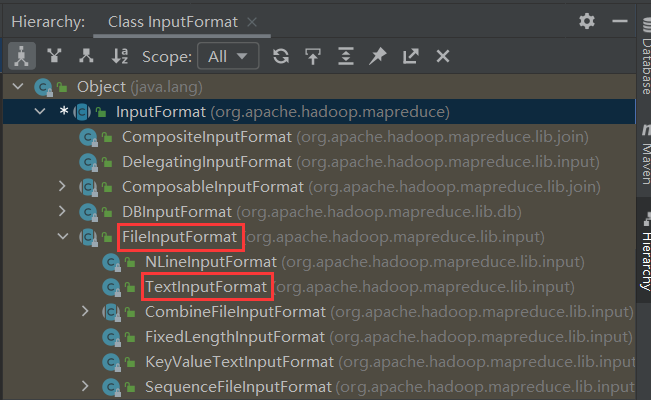 Hierarchy: Class InputFormat
Scope: All
Object (java.lang)
* InputFormat (org.apache.hadoop.mapreduce)
CompositeInputFormat (org.apache.hadoop.mapreduce.lib.join)
DelegatingInputFormat (org.apache.hadoop.mapreduce.lib.input)
ComposableInputFormat (org.apache.hadoop.mapreduce.lib.join)
DBInputFormat (org.apache.hadoop.mapreduce.lib.db)
FileInputFormat (org.apache.hadoop.mapreduce.lib.input)
NLineInputFormat (org.apache.hadoop.mapreduce.lib.input)
TextInputFormat (org.apache.hadoop.mapreduce.lib.input)
CombineFileInputFormat (org.apache.hadoop.mapreduce.lib.input)
FixedLengthInputFormat (org.apache.hadoop.mapreduce.lib.input)
KeyValueTextInputFormat (org.apache.hadoop.mapreduce.lib.input)
SequenceFileInputFormat (org.apache.hadoop.mapreduce.lib.input)
Database
Maven
Hierarchy